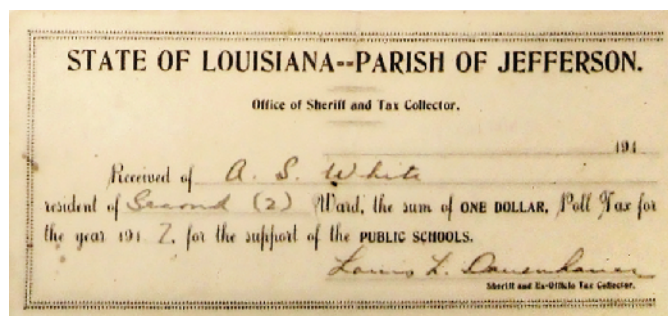 STATE OF LOUISIANA--PARISH OF JEFFERSON.
Office of Sheriff and Tax Collector.
191
Received of A. S. White
resident of Second (2) Ward, the sum of ONE DOLLAR, Poll Tax for
the year 191 7, for the support of the PUBLIC SCHOOLS.
Louis L.
Sheriff and Ex-Officio Tax Collector.